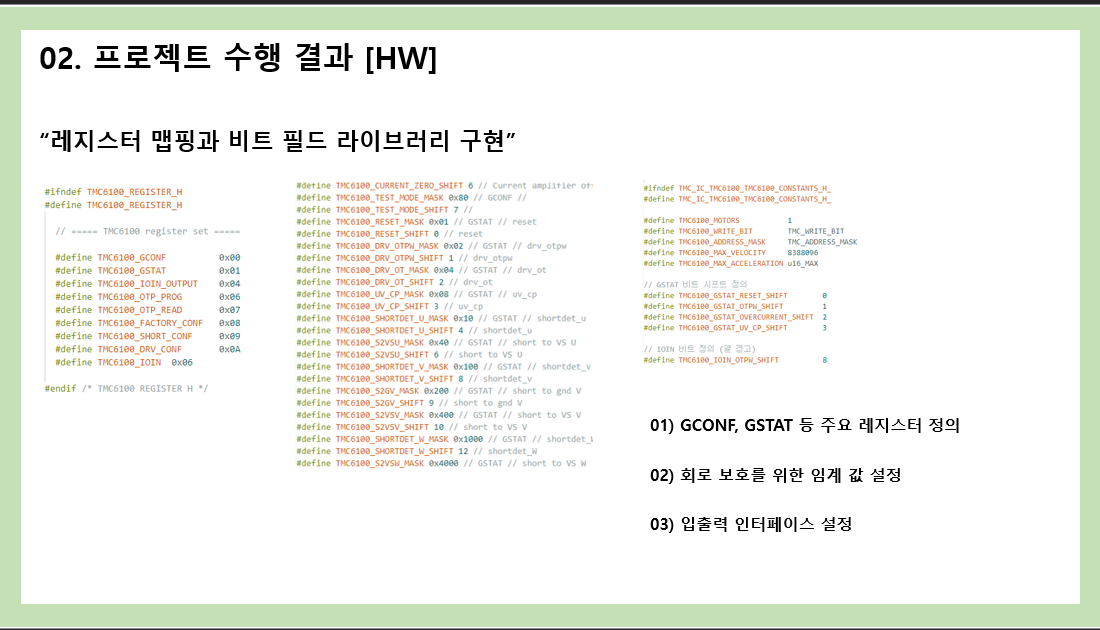 02. 프로젝트 수행 결과 [HW]
“레지스터 맵핑과 비트 필드 라이브러리 구현”
#ifndef TMC6100_REGISTER_H
#define TMC6100_REGISTER_H
// ===== TMC6100 register set =====
#define TMC6100_GCONF 0x00
#define TMC6100_GSTAT 0x01
#define TMC6100_IOIN_OUTPUT 0x04
#define TMC6100_OTP_PROG 0x06
#define TMC6100_OTP_READ 0x07
#define TMC6100_FACTORY_CONF 0x08
#define TMC6100_SHORT_CONF 0x09
#define TMC6100_DRV_CONF 0x0A
#define TMC6100_IOIN 0x06
#endif /* TMC6100 REGISTER H */
#define TMC6100_CURRENT_ZERO_SHIFT 6 // Current amplifier
#define TMC6100_TEST_MODE_MASK 0x80 // GCONF //
#define TMC6100_TEST_MODE_SHIFT 7 //
#define TMC6100_RESET_MASK 0x01 // GSTAT // reset
#define TMC6100_RESET_SHIFT 0 // reset
#define TMC6100_DRV_OTPW_MASK 0x02 // GSTAT // drv_otpw
#define TMC6100_DRV_OTPW_SHIFT 1 // drv_otpw
#define TMC6100_DRV_OT_MASK 0x04 // GSTAT // drv_ot
#define TMC6100_DRV_OT_SHIFT 2 // drv_ot
#define TMC6100_UV_CP_MASK 0x08 // GSTAT // uv_cp
#define TMC6100_UV_CP_SHIFT 3 // uv_cp
#define TMC6100_SHORTDET_U_MASK 0x10 // GSTAT // shortdet_u
#define TMC6100_SHORTDET_U_SHIFT 4 // shortdet_u
#define TMC6100_S2VSU_MASK 0x40 // GSTAT // short to VS U
#define TMC6100_S2VSU_SHIFT 6 // short to VS U
#define TMC6100_SHORTDET_V_MASK 0x100 // GSTAT // shortdet_v
#define TMC6100_SHORTDET_V_SHIFT 8 // shortdet_v
#define TMC6100_S2GV_MASK 0x200 // GSTAT // short to gnd V
#define TMC6100_S2GV_SHIFT 9 // short to gnd V
#define TMC6100_S2VSV_MASK 0x400 // GSTAT // short to VS V
#define TMC6100_S2VSV_SHIFT 10 // short to VS V
#define TMC6100_SHORTDET_W_MASK 0x1000 // GSTAT // shortdet_
#define TMC6100_SHORTDET_W_SHIFT 12 // shortdet_W
#define TMC6100_S2VSW_MASK 0x4000 // GSTAT // short to VS W
#ifndef TMC_IC_TMC6100_TMC6100_CONSTANTS_H_
#define TMC_IC_TMC6100_TMC6100_CONSTANTS_H_
#define TMC6100_MOTORS 1
#define TMC6100_WRITE_BIT TMC_WRITE_BIT
#define TMC6100_ADDRESS_MASK TMC_ADDRESS_MASK
#define TMC6100_MAX_VELOCITY 8388096
#define TMC6100_MAX_ACCELERATION u16_MAX
// GSTAT 비트 시프트 정의
#define TMC6100_GSTAT_RESET_SHIFT 0
#define TMC6100_GSTAT_OTPW_SHIFT 1
#define TMC6100_GSTAT_OVERCURRENT_SHIFT 2
#define TMC6100_GSTAT_UV_CP_SHIFT 3
// IOIN 비트 정의 (열 경고)
#define TMC6100_IOIN_OTPW_SHIFT 8
01) GCONF, GSTAT 등 주요 레지스터 정의
02) 회로 보호를 위한 임계 값 설정
03) 입출력 인터페이스 설정